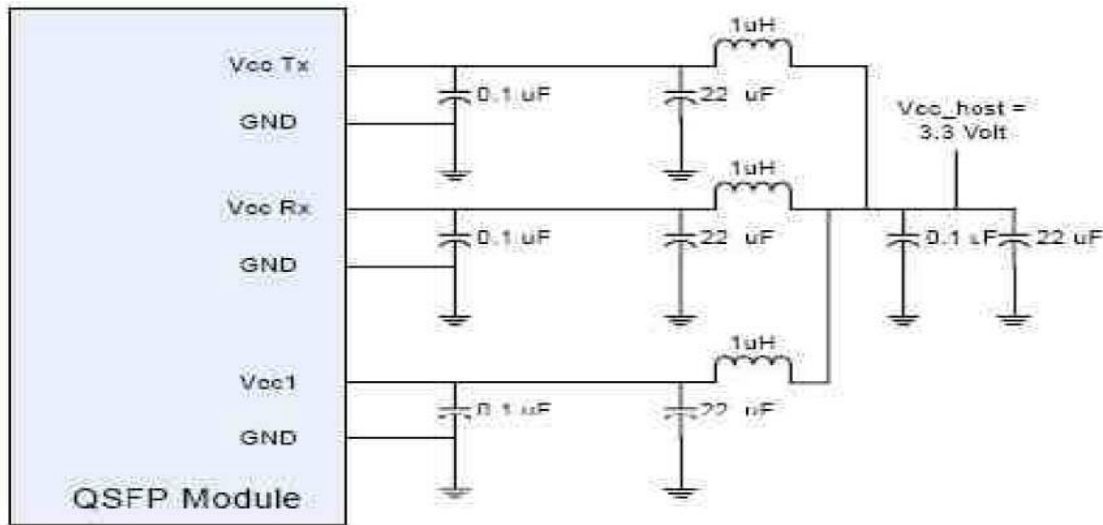 1uH
Vcc Tx
0.1 uF
22 uF
GND
Vcc_host =
3.3 Volt
1uH
Vcc Rx
0.1 uF
22 uF
0.1 uF
22 uF
GND
1uH
Vcc1
0.1 uF
22 uF
GND
QSFP Module